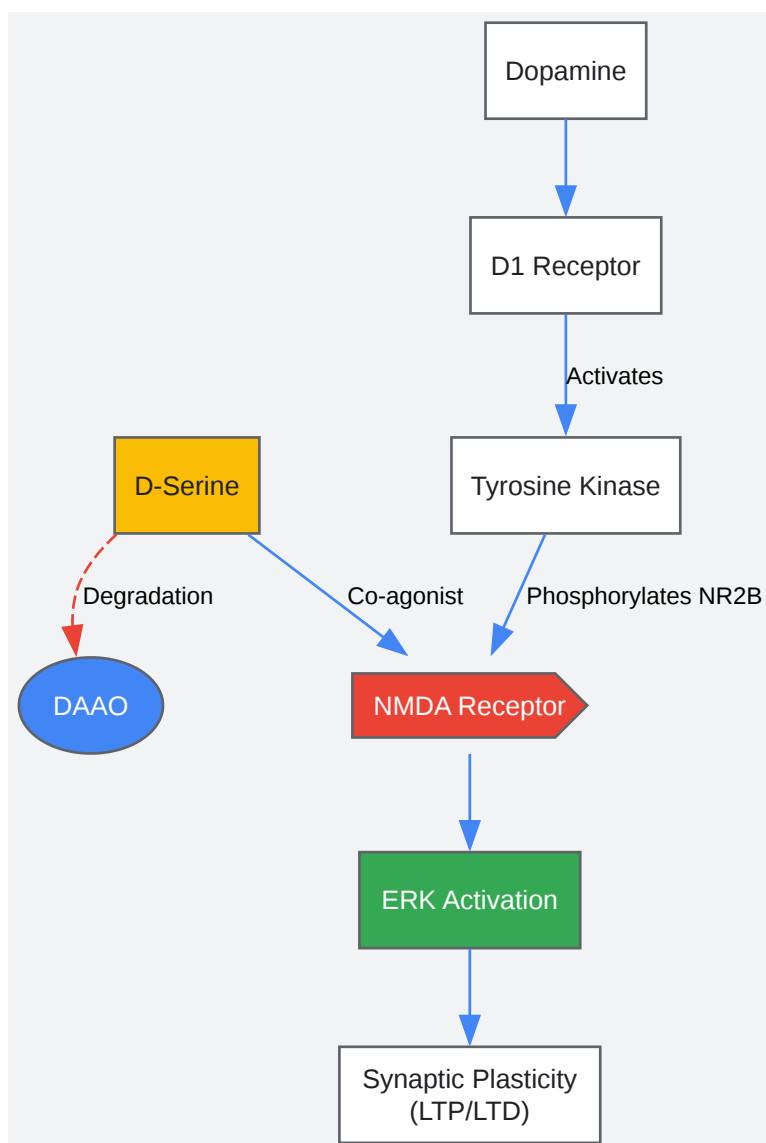 Dopamine
D1 Receptor
Activates
D-Serine
Tyrosine Kinase
Degradation
Co-agonist
Phosphorylates NR2B
DAAO
NMDA Receptor
ERK Activation
Synaptic Plasticity
(LTP/LTD)